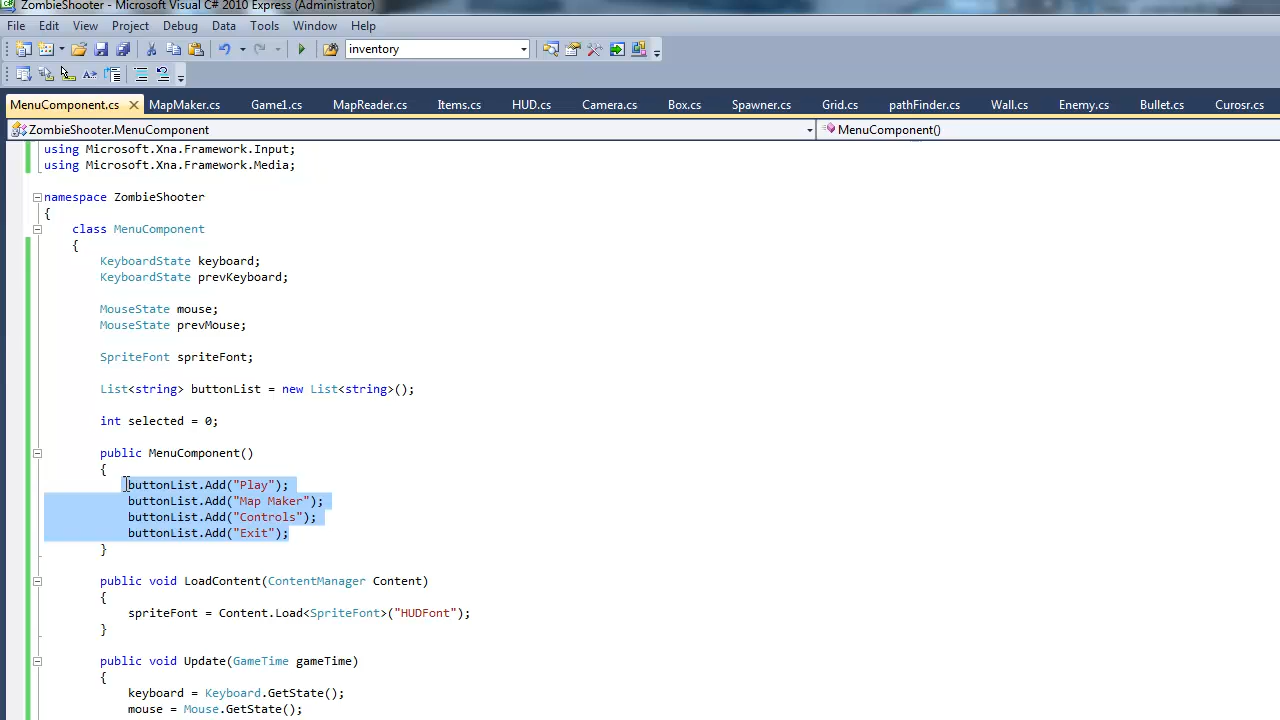 ZombieShooter - Microsoft Visual C# 2010 Express (Administrator)
File Edit View Project Debug Data Tools Window Help
inventory
MenuComponent.cs MapMaker.cs Game1.cs MapReader.cs Items.cs HUD.cs Camera.cs Box.cs Spawner.cs Grid.cs pathFinder.cs Wall.cs Enemy.cs Bullet.cs Curosr.cs
ZombieShooter.MenuComponent MenuComponent()
using Microsoft.Xna.Framework.Input;
using Microsoft.Xna.Framework.Media;
namespace ZombieShooter
{
class MenuComponent
{
KeyboardState keyboard;
KeyboardState prevKeyboard;
MouseState mouse;
MouseState prevMouse;
SpriteFont spriteFont;
List<string> buttonList = new List<string>();
int selected = 0;
public MenuComponent()
{
buttonList.Add("Play");
buttonList.Add("Map Maker");
buttonList.Add("Controls");
buttonList.Add("Exit");
}
public void LoadContent(ContentManager Content)
{
spriteFont = Content.Load<SpriteFont>("HUDFont");
}
public void Update(GameTime gameTime)
{
keyboard = Keyboard.GetState();
mouse = Mouse.GetState();